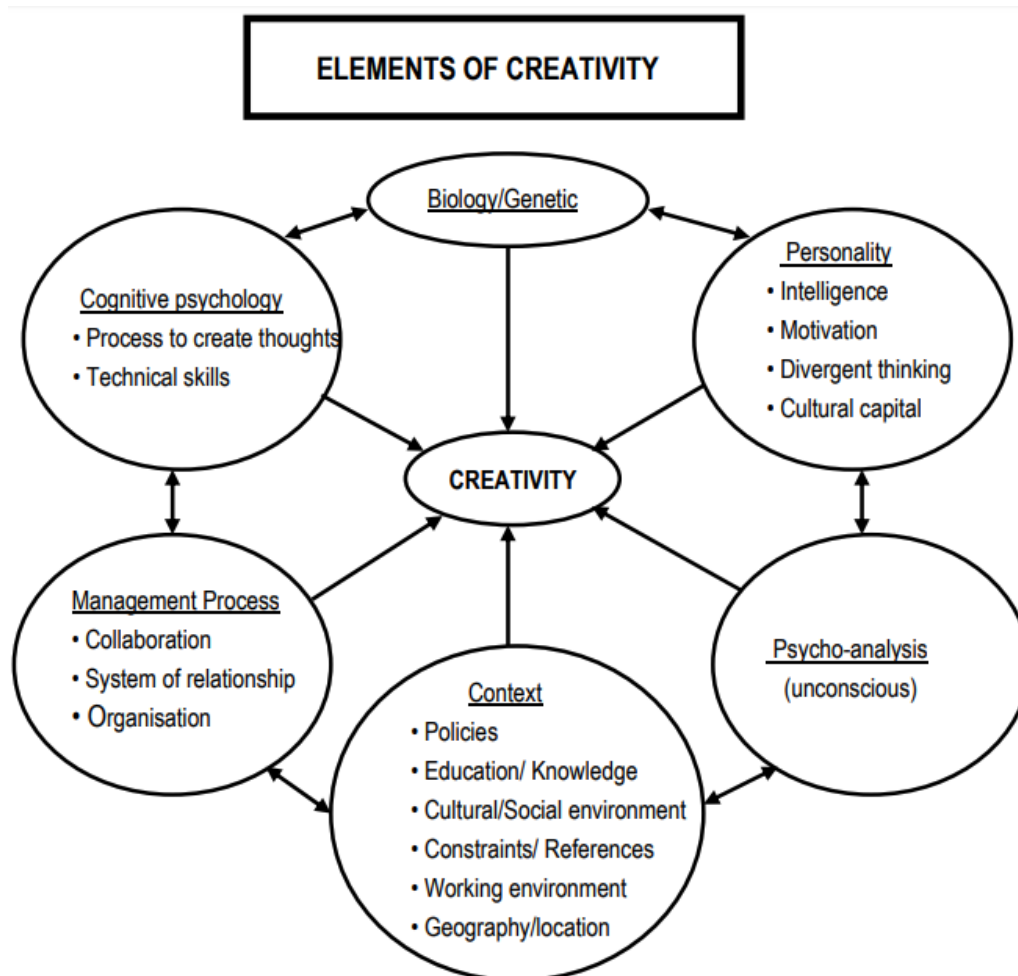 ELEMENTS OF CREATIVITY
Biology/Genetic
Cognitive psychology
• Process to create thoughts
• Technical skills
Personality
• Intelligence
• Motivation
• Divergent thinking
• Cultural capital
CREATIVITY
Management Process
• Collaboration
• System of relationship
• Organisation
Context
• Policies
• Education/ Knowledge
• Cultural/Social environment
• Constraints/ References
• Working environment
• Geography/location
Psycho-analysis
(unconscious)